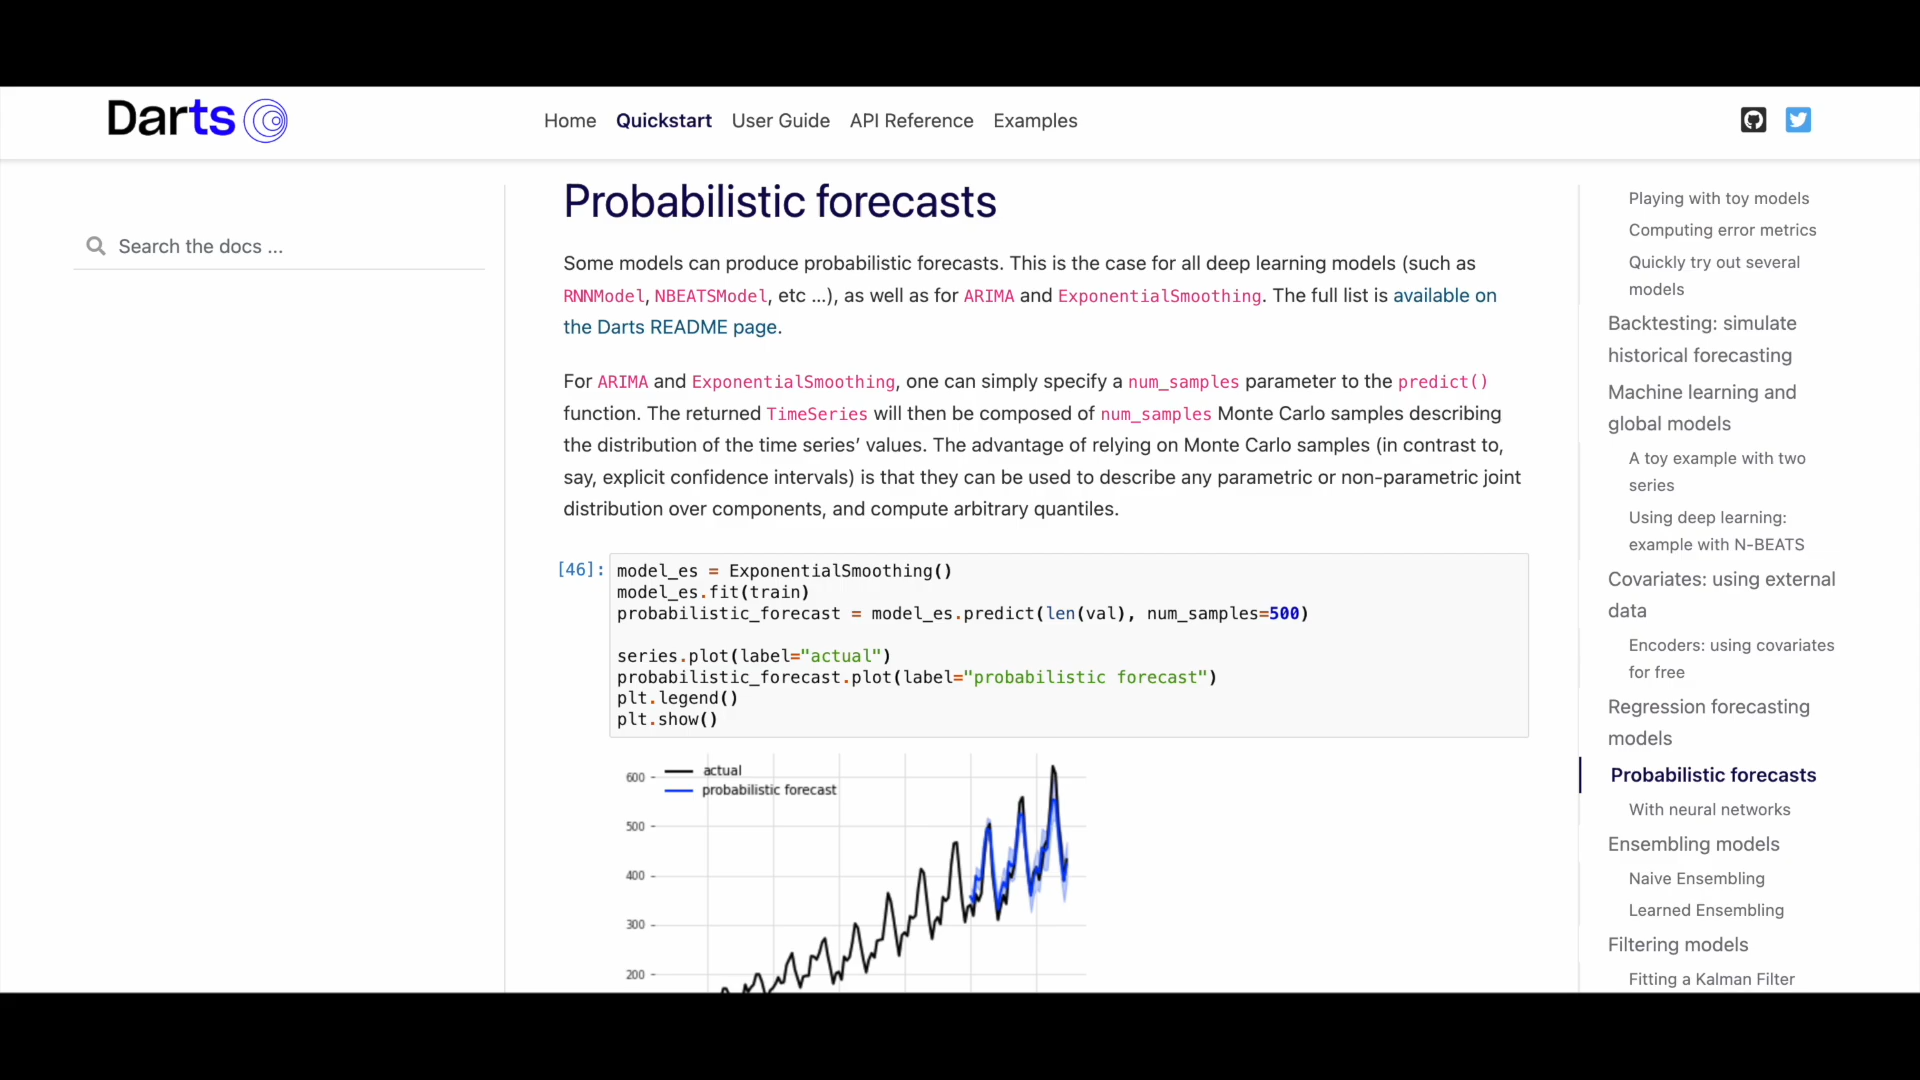 Darts
Home Quickstart User Guide API Reference Examples
Search the docs ...
Probabilistic forecasts
Some models can produce probabilistic forecasts. This is the case for all deep learning models (such as
RNNModel, NBEATSModel, etc …), as well as for ARIMA and ExponentialSmoothing. The full list is available on
the Darts README page.
For ARIMA and ExponentialSmoothing, one can simply specify a num_samples parameter to the predict()
function. The returned TimeSeries will then be composed of num_samples Monte Carlo samples describing
the distribution of the time series’ values. The advantage of relying on Monte Carlo samples (in contrast to,
say, explicit confidence intervals) is that they can be used to describe any parametric or non-parametric joint
distribution over components, and compute arbitrary quantiles.
[46]:
model_es = ExponentialSmoothing()
model_es.fit(train)
probabilistic_forecast = model_es.predict(len(val), num_samples=500)
series.plot(label="actual")
probabilistic_forecast.plot(label="probabilistic forecast")
plt.legend()
plt.show()
actual
probabilistic forecast
600
500
400
300
200
Playing with toy models
Computing error metrics
Quickly try out several
models
Backtesting: simulate
historical forecasting
Machine learning and
global models
A toy example with two
series
Using deep learning:
example with N-BEATS
Covariates: using external
data
Encoders: using covariates
for free
Regression forecasting
models
Probabilistic forecasts
With neural networks
Ensembling models
Naive Ensembling
Learned Ensembling
Filtering models
Fitting a Kalman Filter